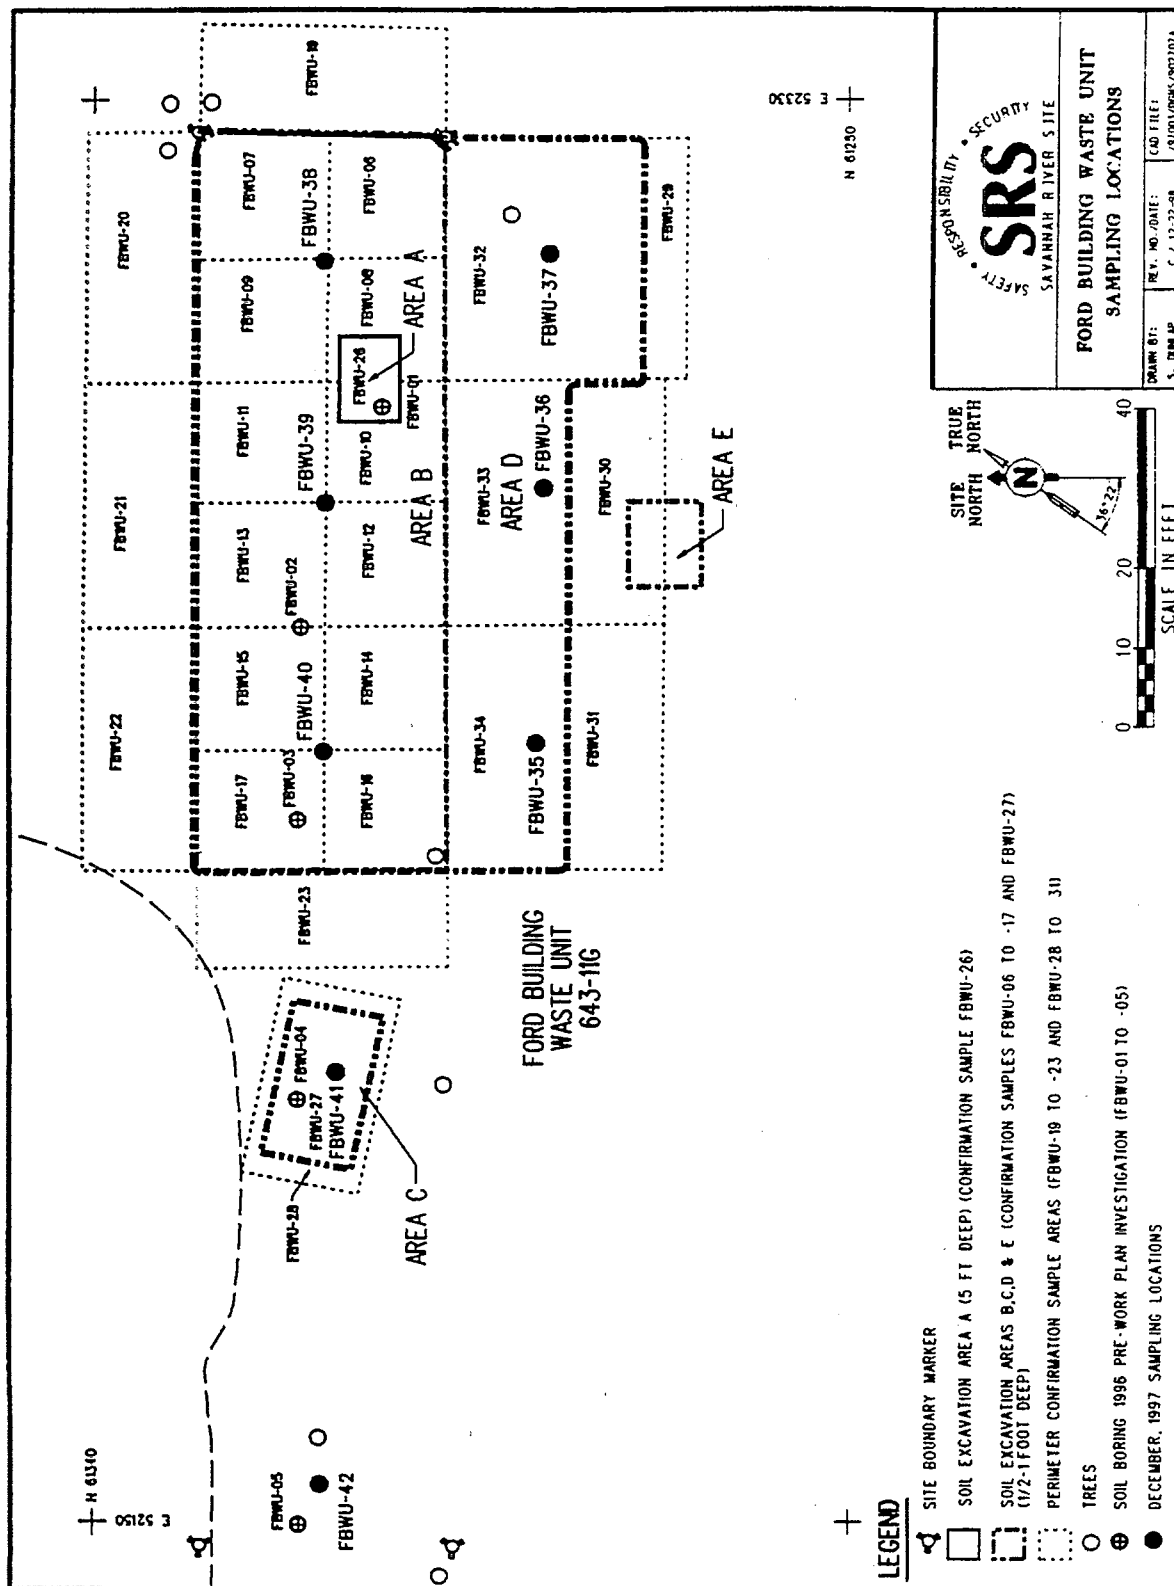 N 61340
E 52150
FBWU-05
FBWU-42
FBWU-28
AREA C
FBWU-04
FBWU-27
FBWU-41
FORD BUILDING
WASTE UNIT
643-11G
FBWU-23
FBWU-22
FBWU-21
FBWU-20
FBWU-19
FBWU-17
FBWU-15
FBWU-13
FBWU-11
FBWU-09
FBWU-07
FBWU-03
FBWU-40
FBWU-02
FBWU-39
FBWU-38
FBWU-16
FBWU-14
FBWU-12
FBWU-10
FBWU-26
FBWU-08
FBWU-06
FBWU-01
AREA A
AREA B
FBWU-34
FBWU-33
FBWU-32
AREA D
FBWU-35
FBWU-36
FBWU-37
FBWU-31
FBWU-30
FBWU-29
AREA E
E 52330
N 61250
LEGEND
SITE BOUNDARY MARKER
SOIL EXCAVATION AREA A (5 FT DEEP) (CONFIRMATION SAMPLE FBWU-26)
SOIL EXCAVATION AREAS B,C,D & E (CONFIRMATION SAMPLES FBWU-06 TO -17 AND FBWU-27)
(1/2-1 FOOT DEEP)
PERIMETER CONFIRMATION SAMPLE AREAS (FBWU-19 TO -23 AND FBWU-28 TO 31)
TREES
SOIL BORING 1996 PRE-WORK PLAN INVESTIGATION (FBWU-01 TO -05)
DECEMBER, 1997 SAMPLING LOCATIONS
SITE
NORTH
TRUE
NORTH
N
36°22'
0 10 20 40
SCALE IN FEET
SAFETY • RESPONSIBILITY • SECURITY
SRS
SAVANNAH RIVER SITE
FORD BUILDING WASTE UNIT
SAMPLING LOCATIONS
DRAWN BY:
REV. NO./DATE:
CAD FILE: